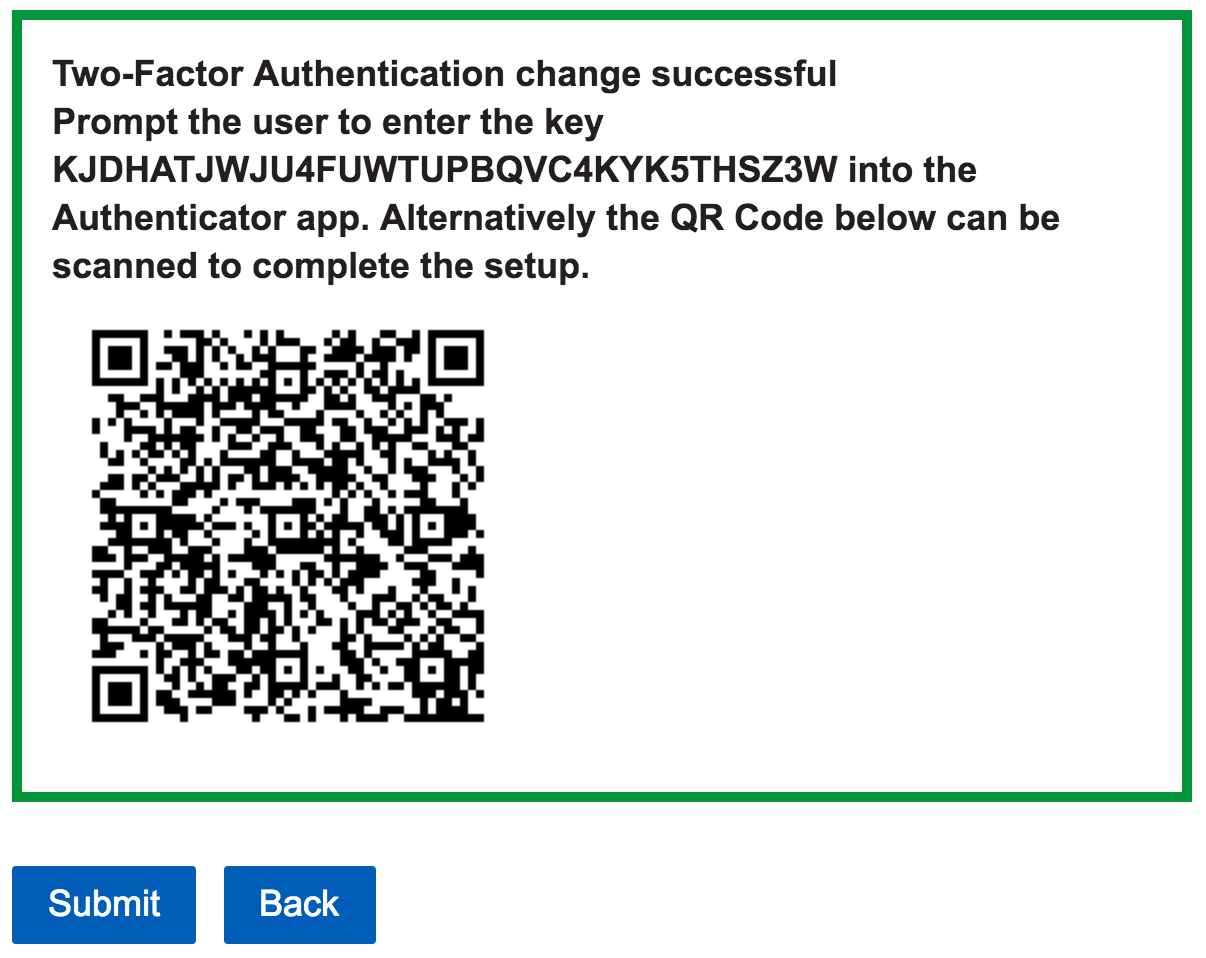 Two-Factor Authentication change successful
Prompt the user to enter the key
KJDHATJWJU4FUWTUPBQVC4KYK5THSZ3W into the
Authenticator app. Alternatively the QR Code below can be
scanned to complete the setup.
Submit
Back